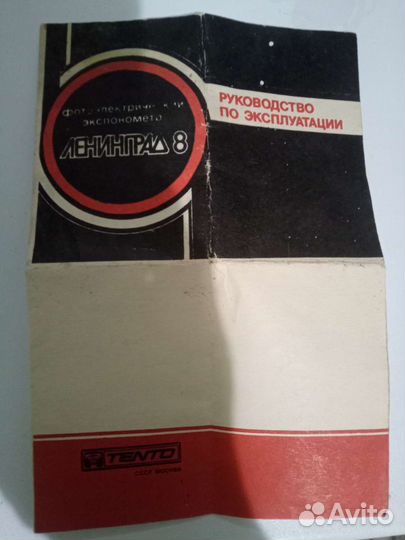 фотоэлектрический
экспонометр
ЛЕНИНГРАД 8
РУКОВОДСТВО
ПО ЭКСПЛУАТАЦИИ
TENTO
СССР МОСКВА
Avito